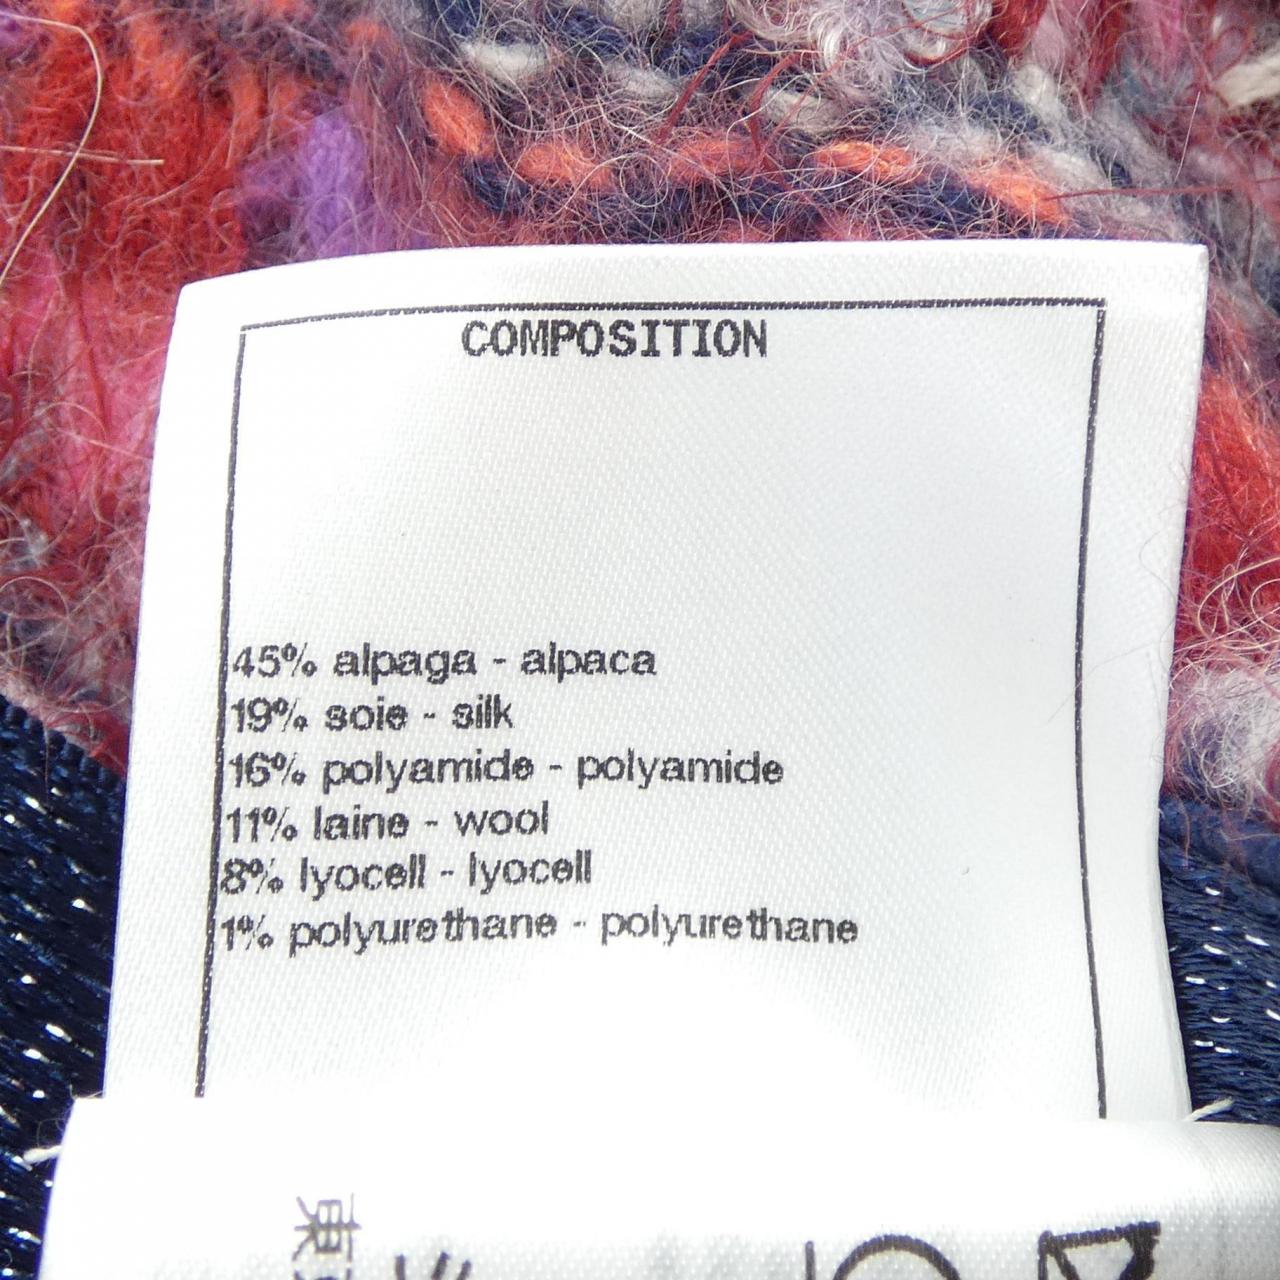 COMPOSITION
45% alpaga - alpaca
19% soie - silk
16% polyamide - polyamide
11% laine - wool
8% lyocell - lyocell
1% polyurethane - polyurethane
東